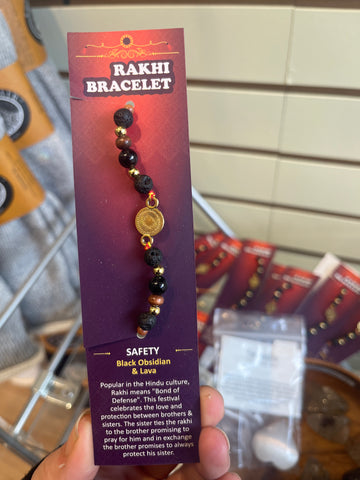 RAKHI
BRACELET
SAFETY
Black Obsidian
& Lava
Popular in the Hindu culture,
Rakhi means "Bond of
Defense". This festival
celebrates the love and
protection between brothers &
sisters. The sister ties the rakhi
to the brother promising to
pray for him and in exchange
the brother promises to always
protect his sister.